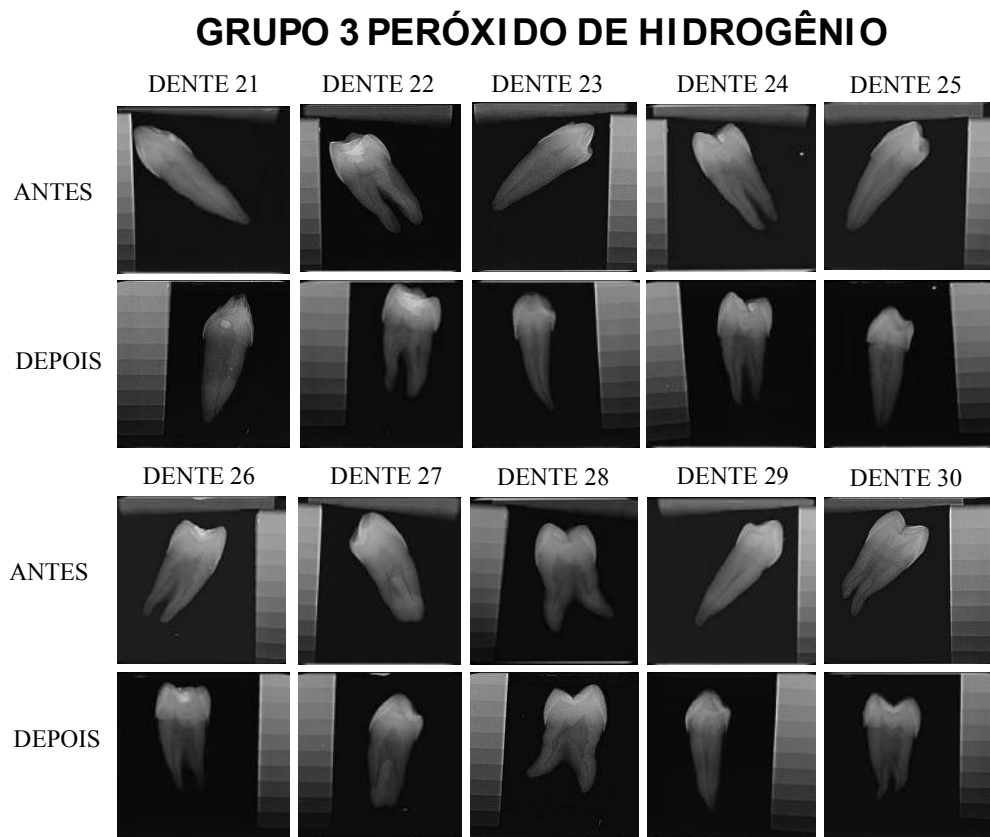 GRUPO 3 PERÓXIDO DE HIDROGÊNIO
DENTE 21 DENTE 22 DENTE 23 DENTE 24 DENTE 25
ANTES
DEPOIS
DENTE 26 DENTE 27 DENTE 28 DENTE 29 DENTE 30
ANTES
DEPOIS